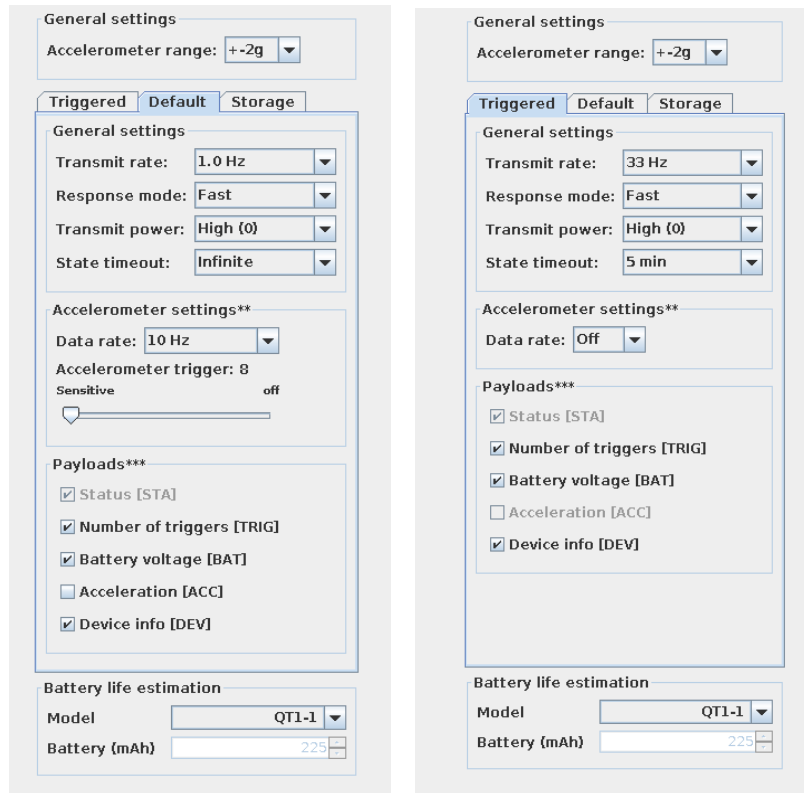 General settings
Accelerometer range: +-2g
Triggered Default Storage
General settings
Transmit rate: 1.0 Hz
Response mode: Fast
Transmit power: High (0)
State timeout: Infinite
Accelerometer settings**
Data rate: 10 Hz
Accelerometer trigger: 8
Sensitive off
Payloads***
Status [STA]
Number of triggers [TRIG]
Battery voltage [BAT]
Acceleration [ACC]
Device info [DEV]
Battery life estimation
Model QT1-1
Battery (mAh) 225
General settings
Accelerometer range: +-2g
Triggered Default Storage
General settings
Transmit rate: 33 Hz
Response mode: Fast
Transmit power: High (0)
State timeout: 5 min
Accelerometer settings**
Data rate: Off
Payloads***
Status [STA]
Number of triggers [TRIG]
Battery voltage [BAT]
Acceleration [ACC]
Device info [DEV]
Battery life estimation
Model QT1-1
Battery (mAh) 225